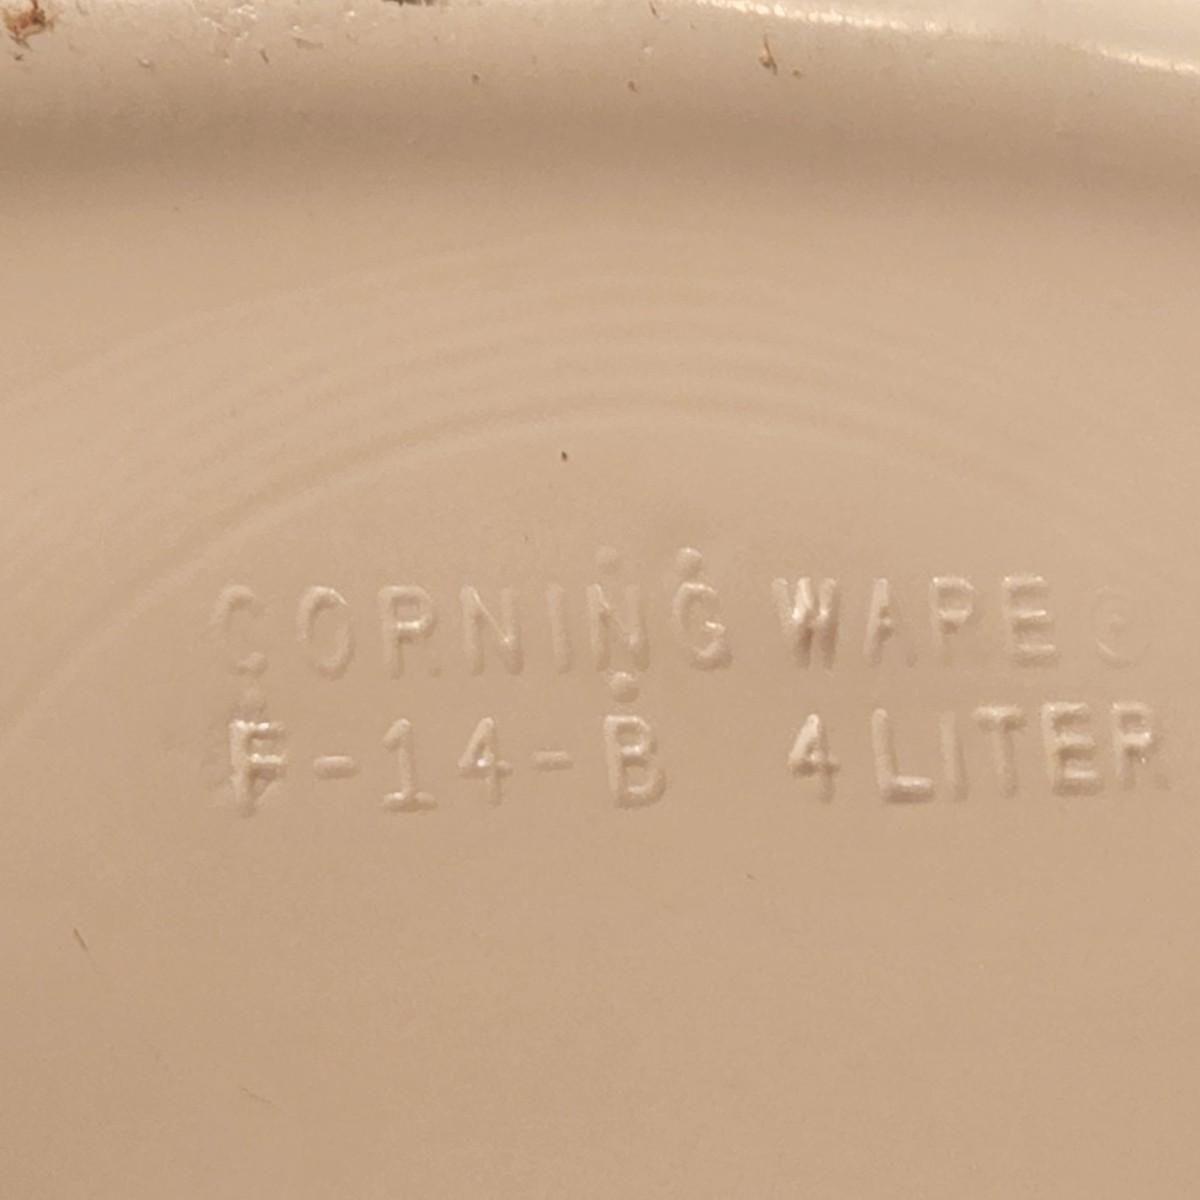 CORNING WARE ®
F-14-B 4 LITER